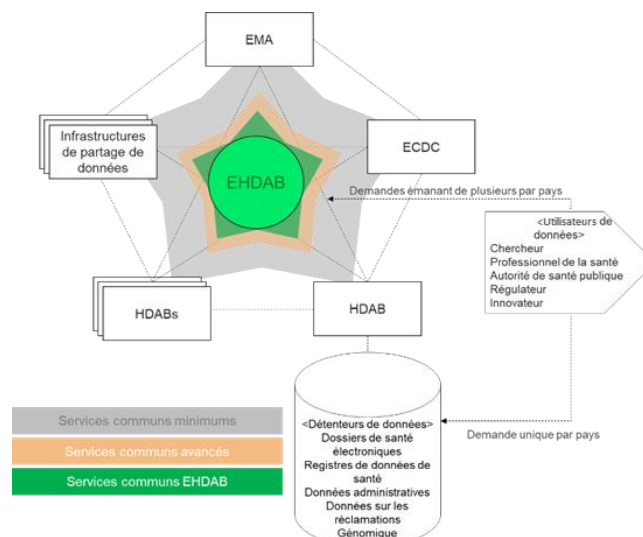 EMA
Infrastructures
de partage de
données
ECDC
EHDAB
Demandes émanant de plusieurs par pays
<Utilisateurs de
données>
Chercheur
Professionnel de la santé
Autorité de santé publique
Régulateur
Innovateur
HDABs
HDAB
<Détenteurs de données>
Dossiers de santé
électroniques
Registres de données de
santé
Données administratives
Données sur les
réclamations
Génomique
Demande unique par pays
Services communs minimums
Services communs avancés
Services communs EHDAB